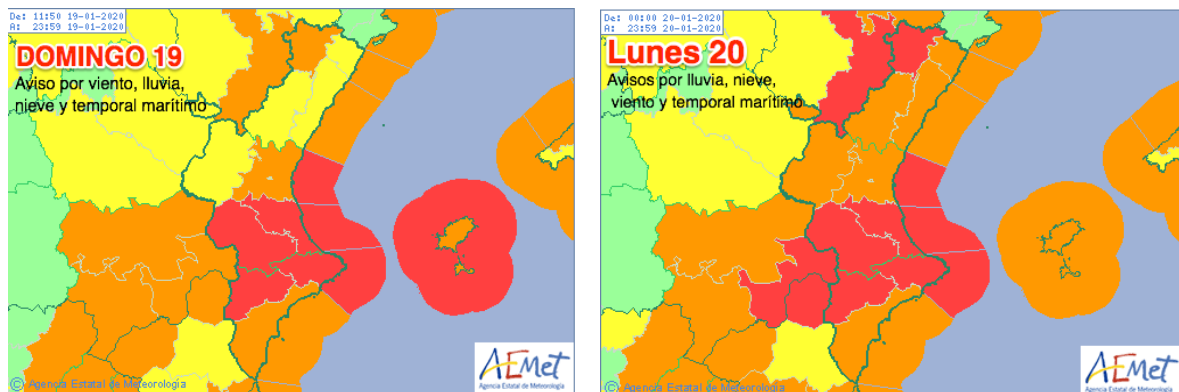 De: 11:50 19-01-2020
A: 23:59 19-01-2020
DOMINGO 19
Aviso por viento, lluvia,
nieve y temporal marítimo
© Agencia Estatal de Meteorología
AEMet
Agencia Estatal de Meteorología
De: 00:00 20-01-2020
A: 23:59 20-01-2020
Lunes 20
Avisos por lluvia, nieve,
viento y temporal marítimo
© Agencia Estatal de Meteorología
AEMet
Agencia Estatal de Meteorología